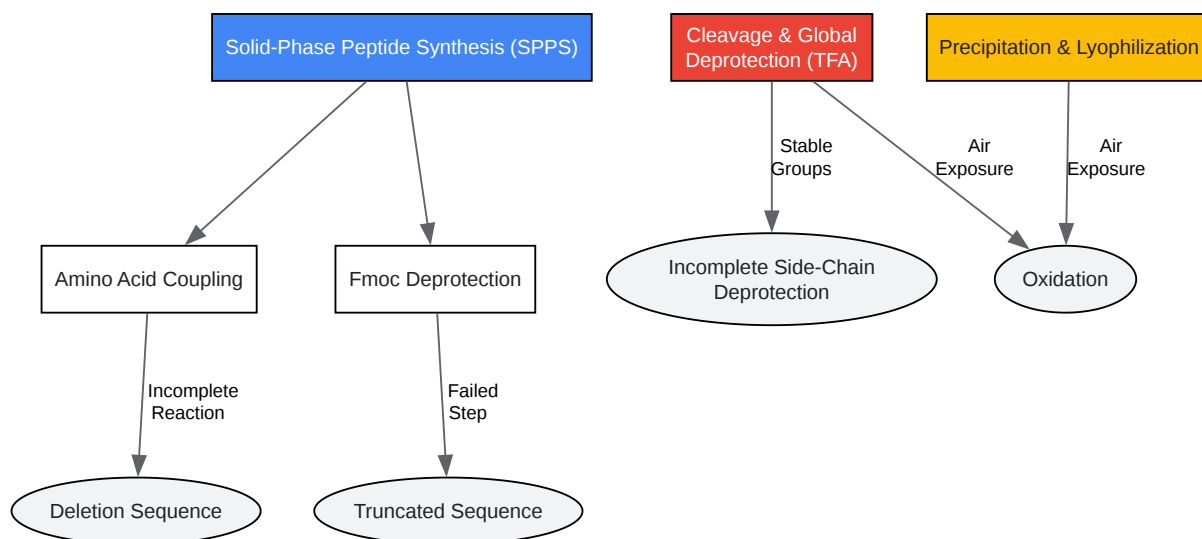 Solid-Phase Peptide Synthesis (SPPS)
Cleavage & Global
Deprotection (TFA)
Precipitation & Lyophilization
Stable
Groups
Air
Exposure
Air
Exposure
Amino Acid Coupling
Fmoc Deprotection
Incomplete Side-Chain
Deprotection
Oxidation
Incomplete
Reaction
Failed
Step
Deletion Sequence
Truncated Sequence